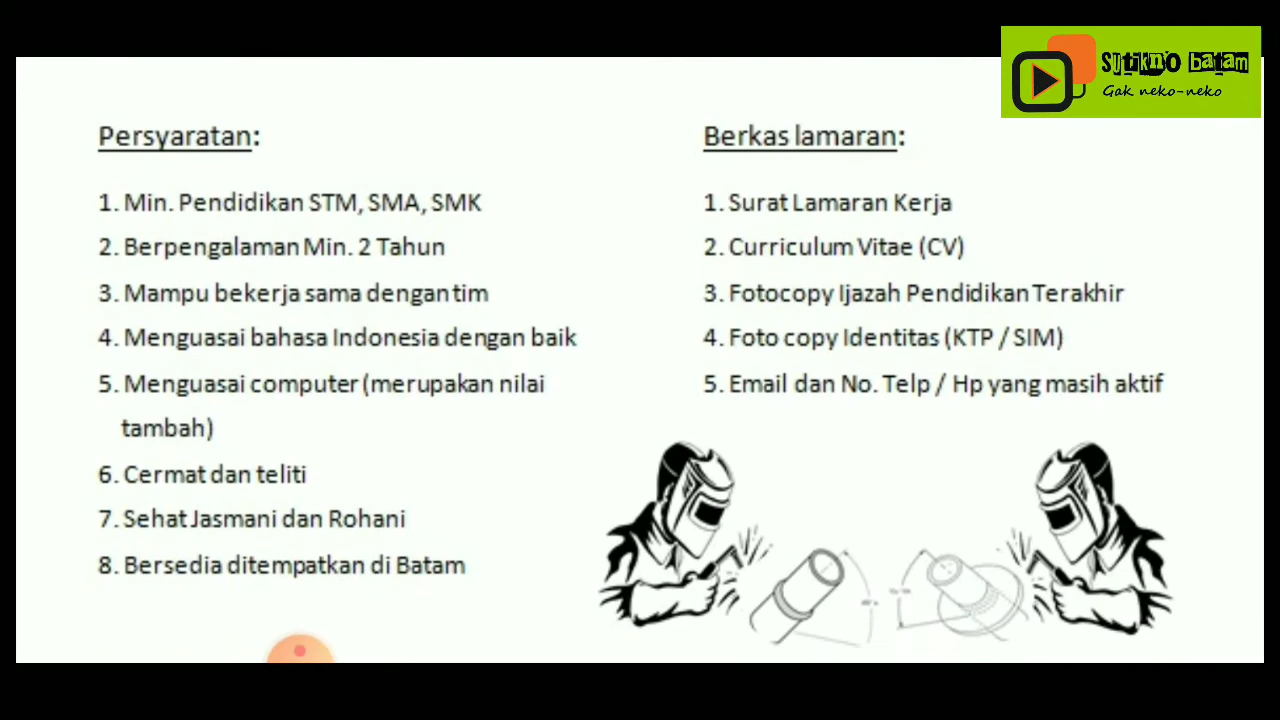 Sutikno batam
Gak neko-neko
Persyaratan:
1. Min. Pendidikan STM, SMA, SMK
2. Berpengalaman Min. 2 Tahun
3. Mampu bekerja sama dengan tim
4. Menguasai bahasa Indonesia dengan baik
5. Menguasai computer (merupakan nilai
tambah)
6. Cermat dan teliti
7. Sehat Jasmani dan Rohani
8. Bersedia ditempatkan di Batam
Berkas lamaran:
1. Surat Lamaran Kerja
2. Curriculum Vitae (CV)
3. Fotocopy Ijazah Pendidikan Terakhir
4. Foto copy Identitas (KTP / SIM)
5. Email dan No. Telp / Hp yang masih aktif